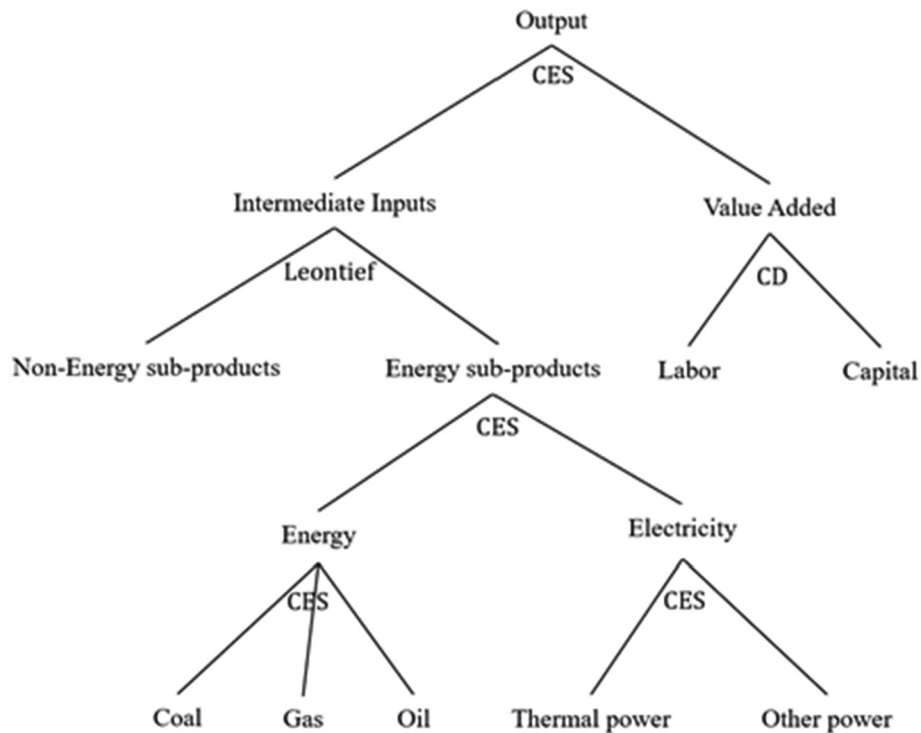 Output
CES
Intermediate Inputs
Value Added
Leontief
CD
Non-Energy sub-products
Energy sub-products
Labor
Capital
CES
Energy
Electricity
CES
CES
Coal
Gas
Oil
Thermal power
Other power